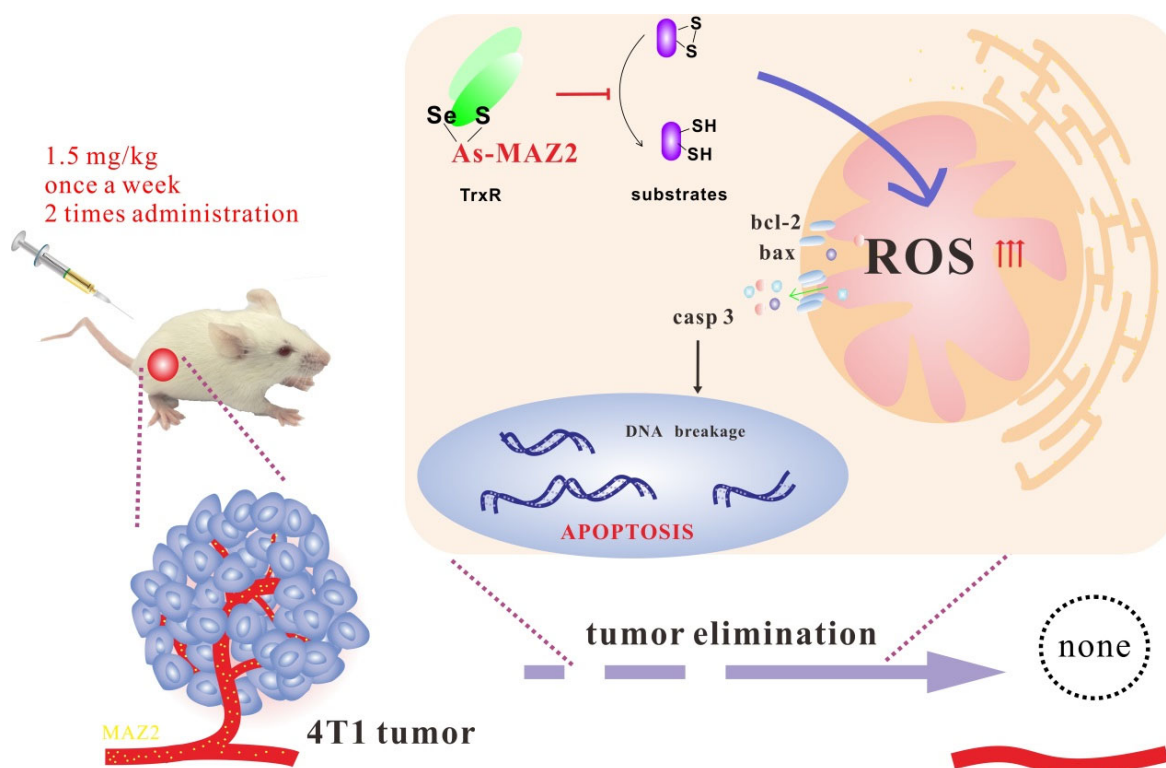 1.5 mg/kg
once a week
2 times administration
S
S
Se S
As-MAZ2
TrxR
SH
SH
substrates
bcl-2
bax
ROS ↑↑↑
casp 3
DNA breakage
APOPTOSIS
tumor elimination
none
MAZ2
4T1 tumor